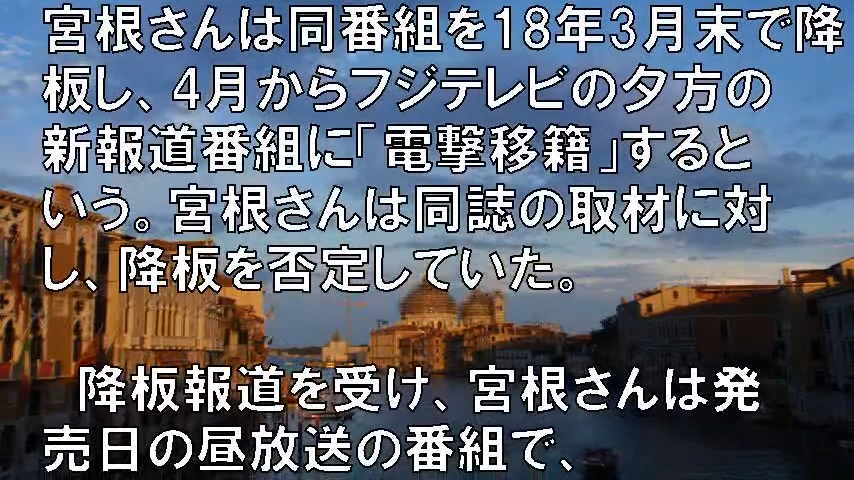 宮根さんは同番組を18年3月末で降
板し、4月からフジテレビの夕方の
新報道番組に「電撃移籍」すると
いう。宮根さんは同誌の取材に対
し、降板を否定していた。
降板報道を受け、宮根さんは発
売日の昼放送の番組で、